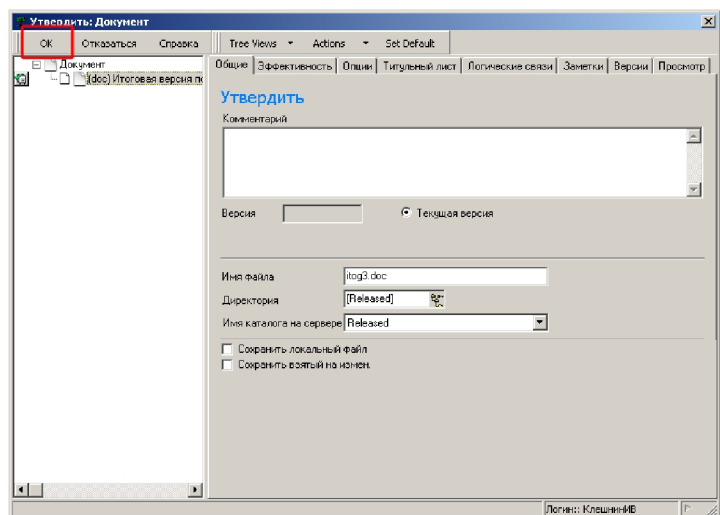 Утвердить: Документ
ОК Отказаться Справка Tree Views Actions Set Default
Документ
(doc) Итоговая версия по
Общие Эффективность Опции Титульный лист Логические связи Заметки Версии Просмотр
Утвердить
Комментарий
Версия Текущая версия
Имя файла itog3.doc
Директория [Released]
Имя каталога на сервере Released
Сохранить локальный файл
Сохранить взятый на измен.
Логин:: КлешнинИВ